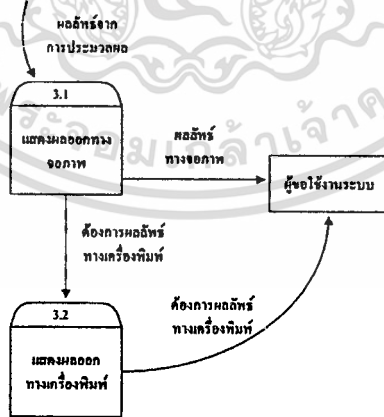 ผลลัพธ์จาก
การประมวลผล
3.1
แสดงผลออกทาง
จอภาพ
ผลลัพธ์
ทางจอภาพ
ผู้ขอใช้งานระบบ
ต้องการผลลัพธ์
ทางเครื่องพิมพ์
ต้องการผลลัพธ์
ทางเครื่องพิมพ์
3.2
แสดงผลออก
ทางเครื่องพิมพ์